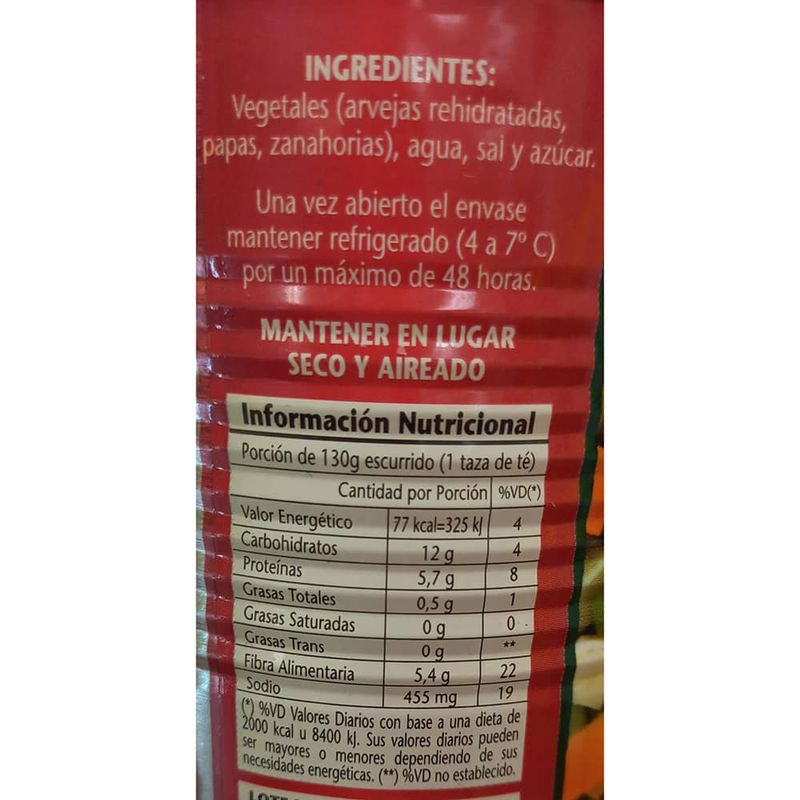 INGREDIENTES:
Vegetales (arvejas rehidratadas,
papas, zanahorias), agua, sal y azúcar.
Una vez abierto el envase
mantener refrigerado (4 a 7º C)
por un máximo de 48 horas.
MANTENER EN LUGAR
SECO Y AIREADO
Información Nutricional
Porción de 130g escurrido (1 taza de té)
Cantidad por Porción %VD(*)
Valor Energético 77 kcal=325 kJ 4
Carbohidratos 12 g 4
Proteínas 5,7 g 8
Grasas Totales 0,5 g 1
Grasas Saturadas 0 g 0
Grasas Trans 0 g **
Fibra Alimentaria 5,4 g 22
Sodio 455 mg 19
(*) %VD Valores Diarios con base a una dieta de
2000 kcal u 8400 kJ. Sus valores diarios pueden
ser mayores o menores dependiendo de sus
necesidades energéticas. (**) %VD no establecido.